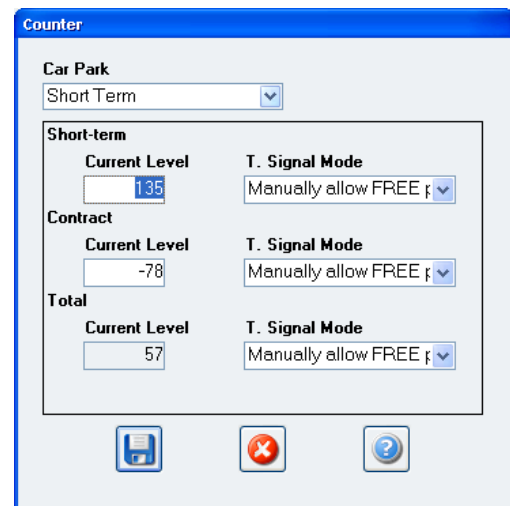 Counter
Car Park
Short Term
Short-term
Current Level T. Signal Mode
135 Manually allow FREE p
Contract
Current Level T. Signal Mode
-78 Manually allow FREE p
Total
Current Level T. Signal Mode
57 Manually allow FREE p
?